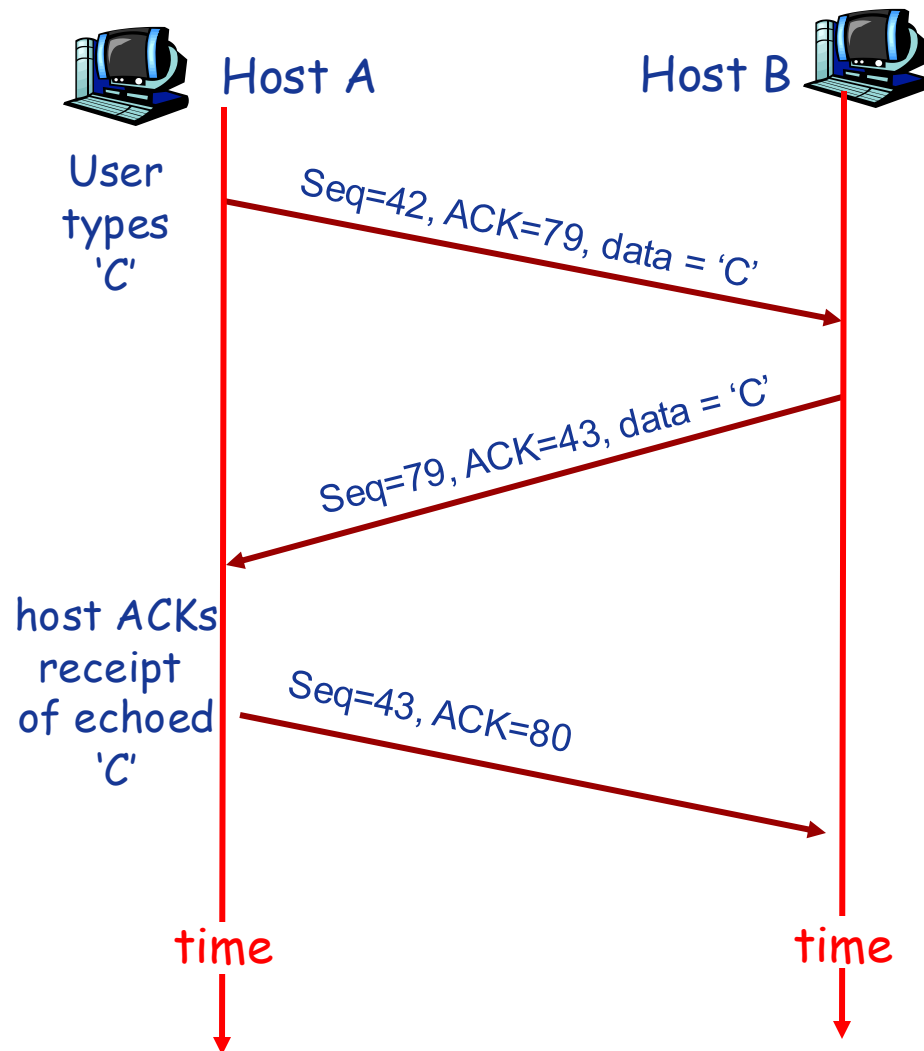 Host A
Host B
User
types
‘C’
Seq=42, ACK=79, data = ‘C’
Seq=79, ACK=43, data = ‘C’
host ACKs
receipt
of echoed
‘C’
Seq=43, ACK=80
time
time